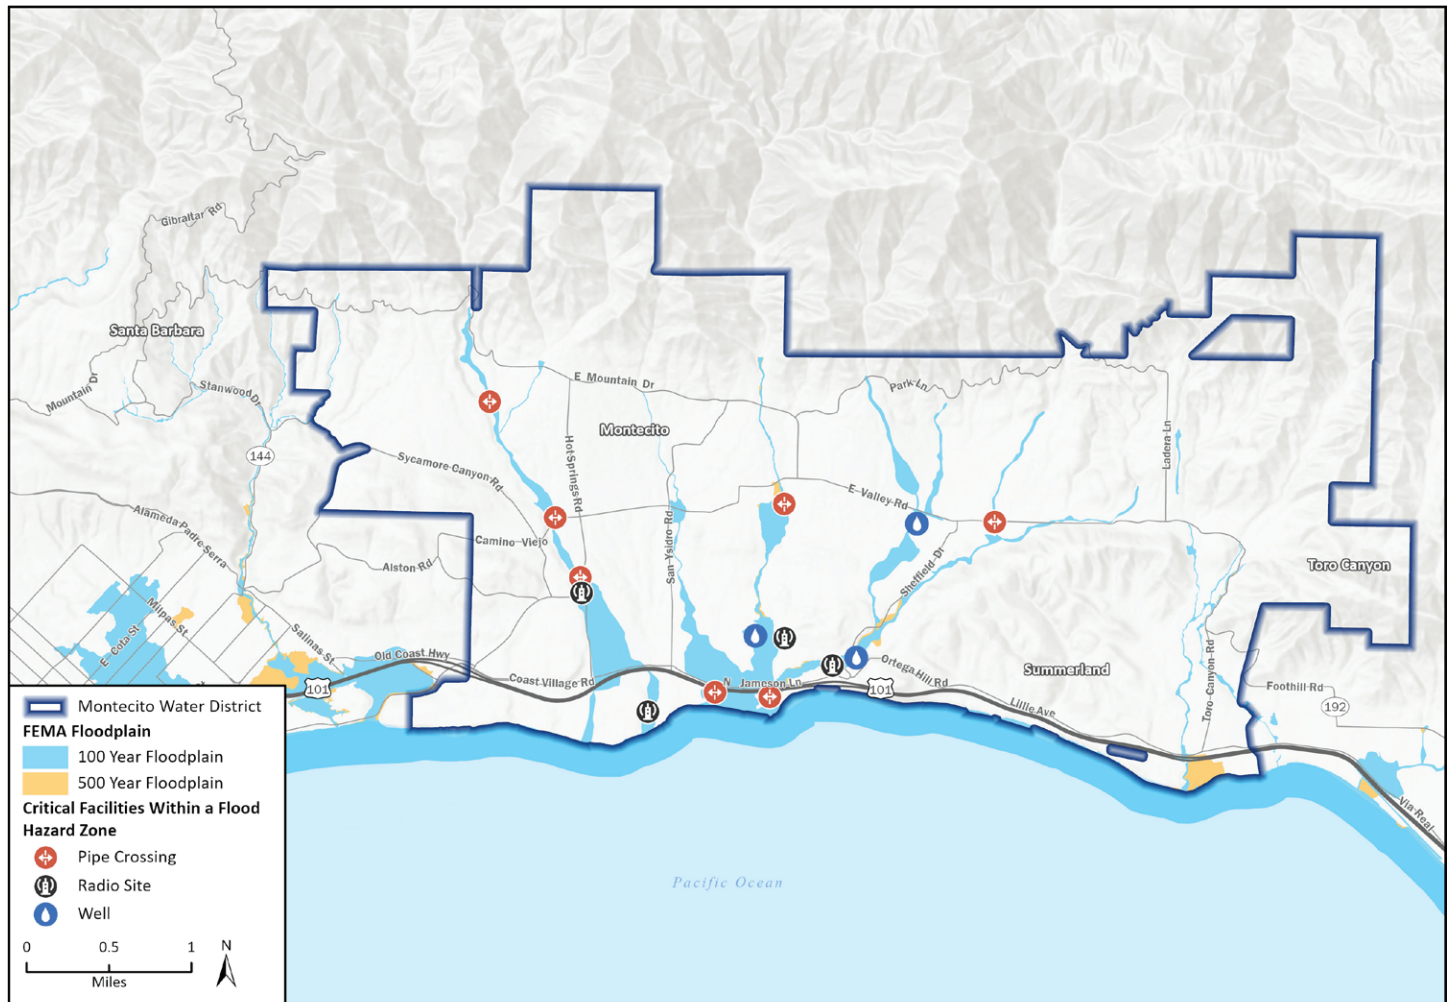 Gibraltar Rd
Santa Barbara
Mountain Dr
Stanwood Dr
144
E Mountain Dr
Park Ln
Montecito
Hot Springs Rd
Ladera Ln
Sycamore Canyon Rd
E Valley Rd
Alameda Padre Serra
San Ysidro Rd
Camino Viejo
Alston Rd
Sheffield Dr
Toro Canyon
Milpas St
E Cota St
Salinas St
Old Coast Hwy
Summerland
Toro Canyon Rd
Ortega Hill Rd
Coast Village Rd
N Jameson Ln
101
101
Foothill Rd
192
Lillie Ave
Via Real
Pacific Ocean
Montecito Water District
FEMA Floodplain
100 Year Floodplain
500 Year Floodplain
Critical Facilities Within a Flood
Hazard Zone
Pipe Crossing
Radio Site
Well
0 0.5 1
Miles
N